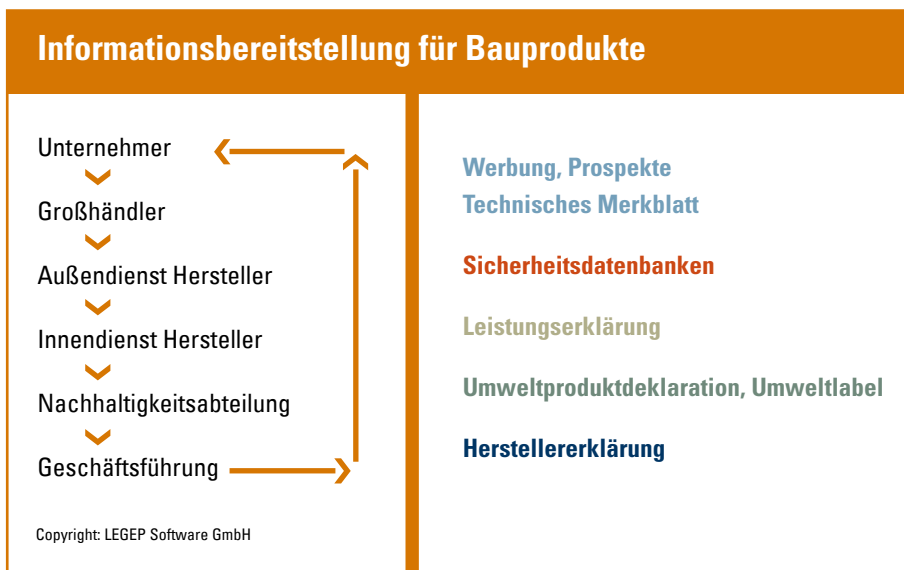 Informationsbereitstellung für Bauprodukte
Unternehmer
Großhändler
Außendienst Hersteller
Innendienst Hersteller
Nachhaltigkeitsabteilung
Geschäftsführung
Copyright: LEGEP Software GmbH
Werbung, Prospekte
Technisches Merkblatt
Sicherheitsdatenbanken
Leistungserklärung
Umweltproduktdeklaration, Umweltlabel
Herstellererklärung